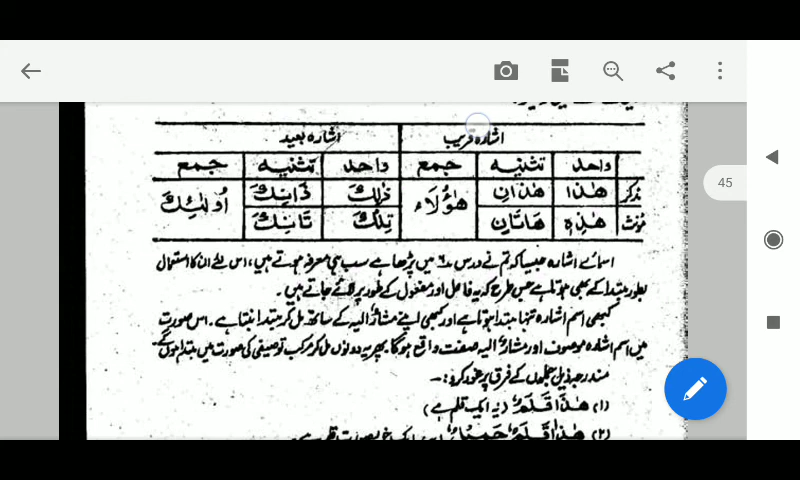 اشارہ قریب اشارہ بعید
واحد تثنیہ جمع واحد تثنیہ جمع
مذکر هٰذَا هٰذَانِ هٰؤُلَاءِ ذٰلِكَ ذَانِكَ أُولٰئِكَ
مؤنث هٰذِهٖ هَاتَانِ تِلْكَ تَانِكَ
45
اسمائے اشارہ جیسا کہ تم نے درس ۶ میں پڑھا ہے سب ہی معرفہ ہوتے ہیں، اس لئے ان کا استعمال
بطور مبتدا کے بھی ہوتا ہے جس طرح کہ یہ فاعل اور مفعول کے طور پر لائے جاتے ہیں۔
کبھی اسم اشارہ تنہا مبتدا ہوتا ہے اور کبھی اپنے مشارٌ الیہ کے ساتھ مل کر مبتدا بنتا ہے۔ اس صورت
میں اسم اشارہ موصوف اور مشارٌ الیہ صفت واقع ہوگا پھر یہ دونوں مل کر مرکب توصیفی کی صورت میں مبتدا ہوں گے
مندرجہ ذیل جملوں کے فرق پر غور کرو:۔
(۱) هٰذَا قَلَمٌ (یہ ایک قلم ہے)
(۲) هٰذَا قَلَمٌ جَمِيْلٌ